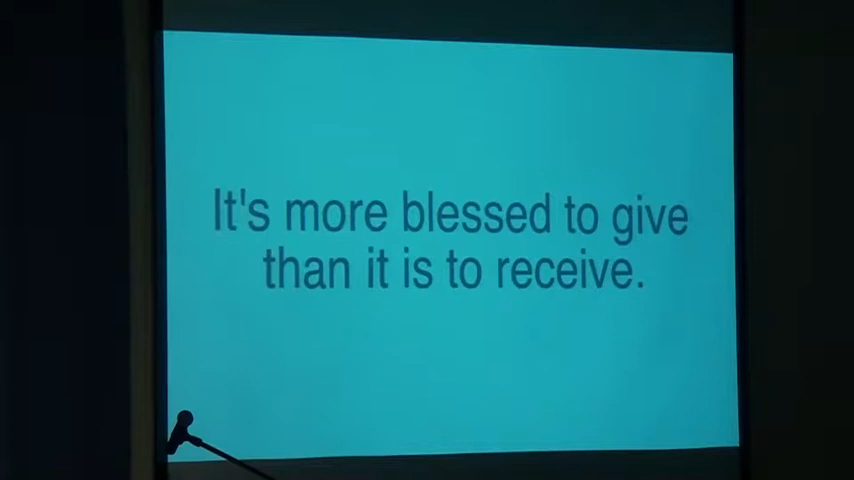 It's more blessed to give
than it is to receive.